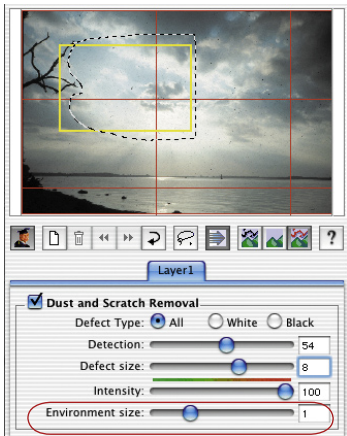 ?
Layer1
Dust and Scratch Removal
Defect Type: All White Black
Detection: 54
Defect size: 8
Intensity: 100
Environment size: 1